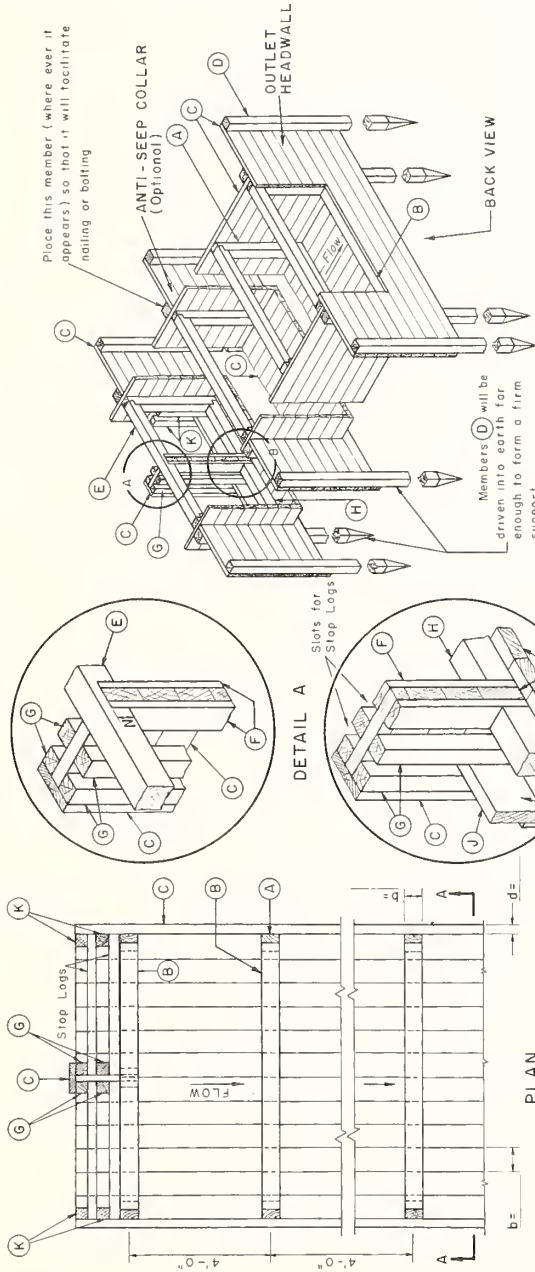 Place this member (where ever it
appears) so that it will facilitate
nailing or bolting
ANTI-SEEP COLLAR
(Optional)
A
C
D
OUTLET
HEADWALL
C
E
A
C
G
K
B
H
C
Flow
B
BACK VIEW
Members D will be
driven into earth far
enough to form a firm
support
G
G
C
N
E
F
C
DETAIL A
Slots for
Stop Logs
F
H
G
C
J
K
Stop Logs
G
C
G
K
B
FLOW
C
B
A
4'-0"
4'-0"
b=
d=
b=
A
A
PLAN